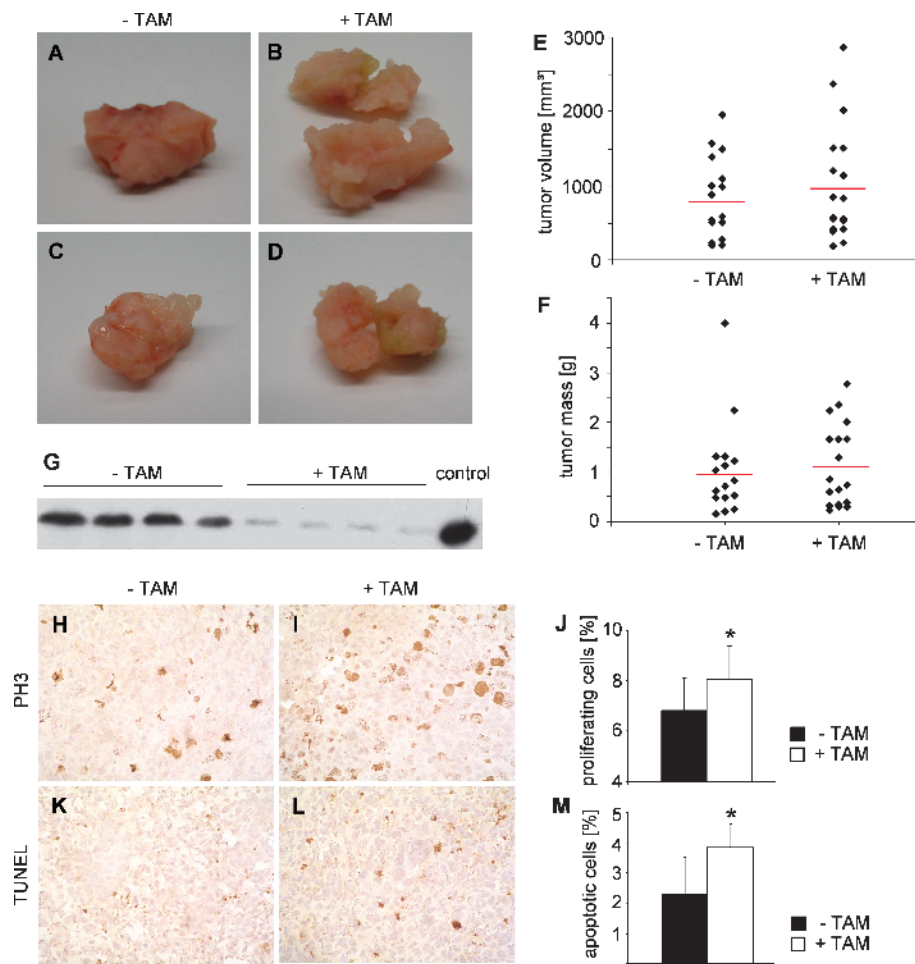 - TAM
+ TAM
A
B
C
D
E
tumor volume [mm³]
3000
2000
1000
0
- TAM
+ TAM
F
tumor mass [g]
4
3
2
1
0
- TAM
+ TAM
G
- TAM
+ TAM
control
- TAM
+ TAM
PH3
H
I
J
proliferating cells [%]
10
8
6
4
*
- TAM
+ TAM
TUNEL
K
L
M
apoptotic cells [%]
5
4
3
2
1
*
- TAM
+ TAM